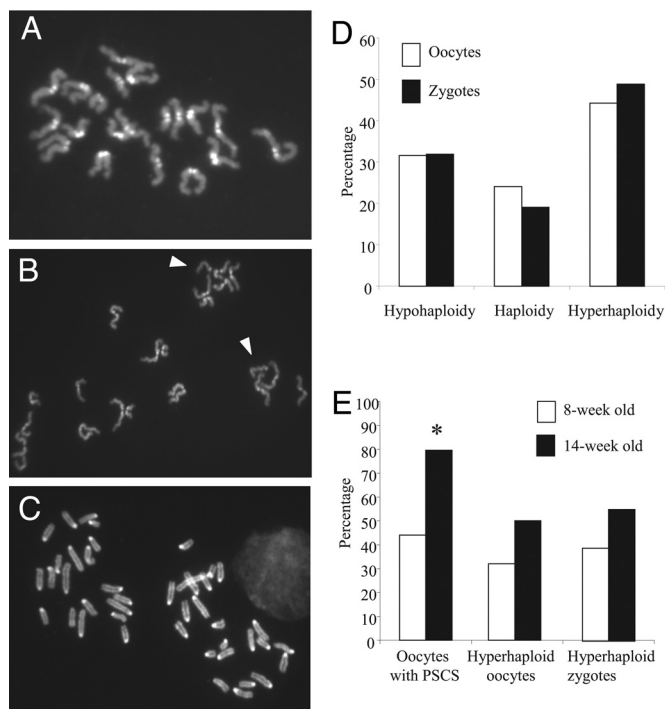 A
B
C
D
60
50
40
30
20
10
0
Percentage
Oocytes
Zygotes
Hypohaploidy
Haploidy
Hyperhaploidy
E
100
90
80
70
60
50
40
30
20
10
0
Percentage
8-week old
14-week old
*
Oocytes
with PSCS
Hyperhaploid
oocytes
Hyperhaploid
zygotes